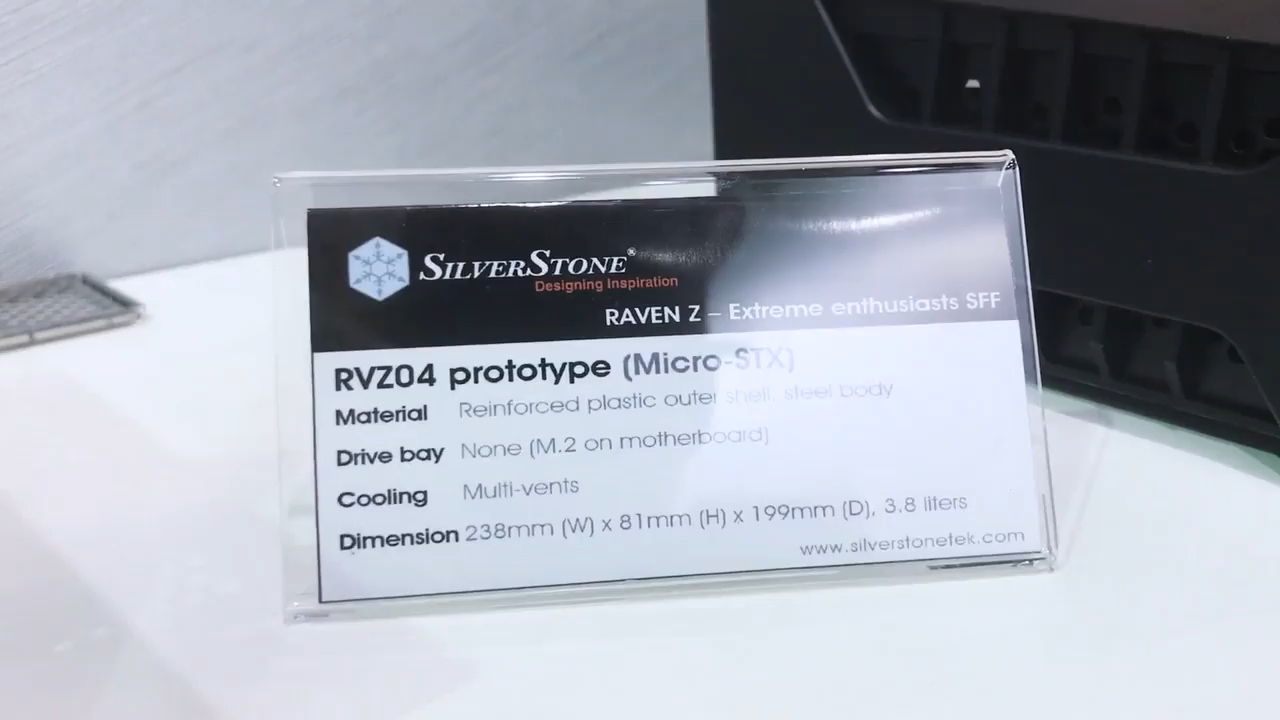 SILVERSTONE®
Designing Inspiration
RAVEN Z – Extreme enthusiasts SFF
RVZ04 prototype (Micro-STX)
Material Reinforced plastic outer shell, steel body
Drive bay None (M.2 on motherboard)
Cooling Multi-vents
Dimension 238mm (W) x 81mm (H) x 199mm (D), 3.8 liters
www.silverstonetek.com